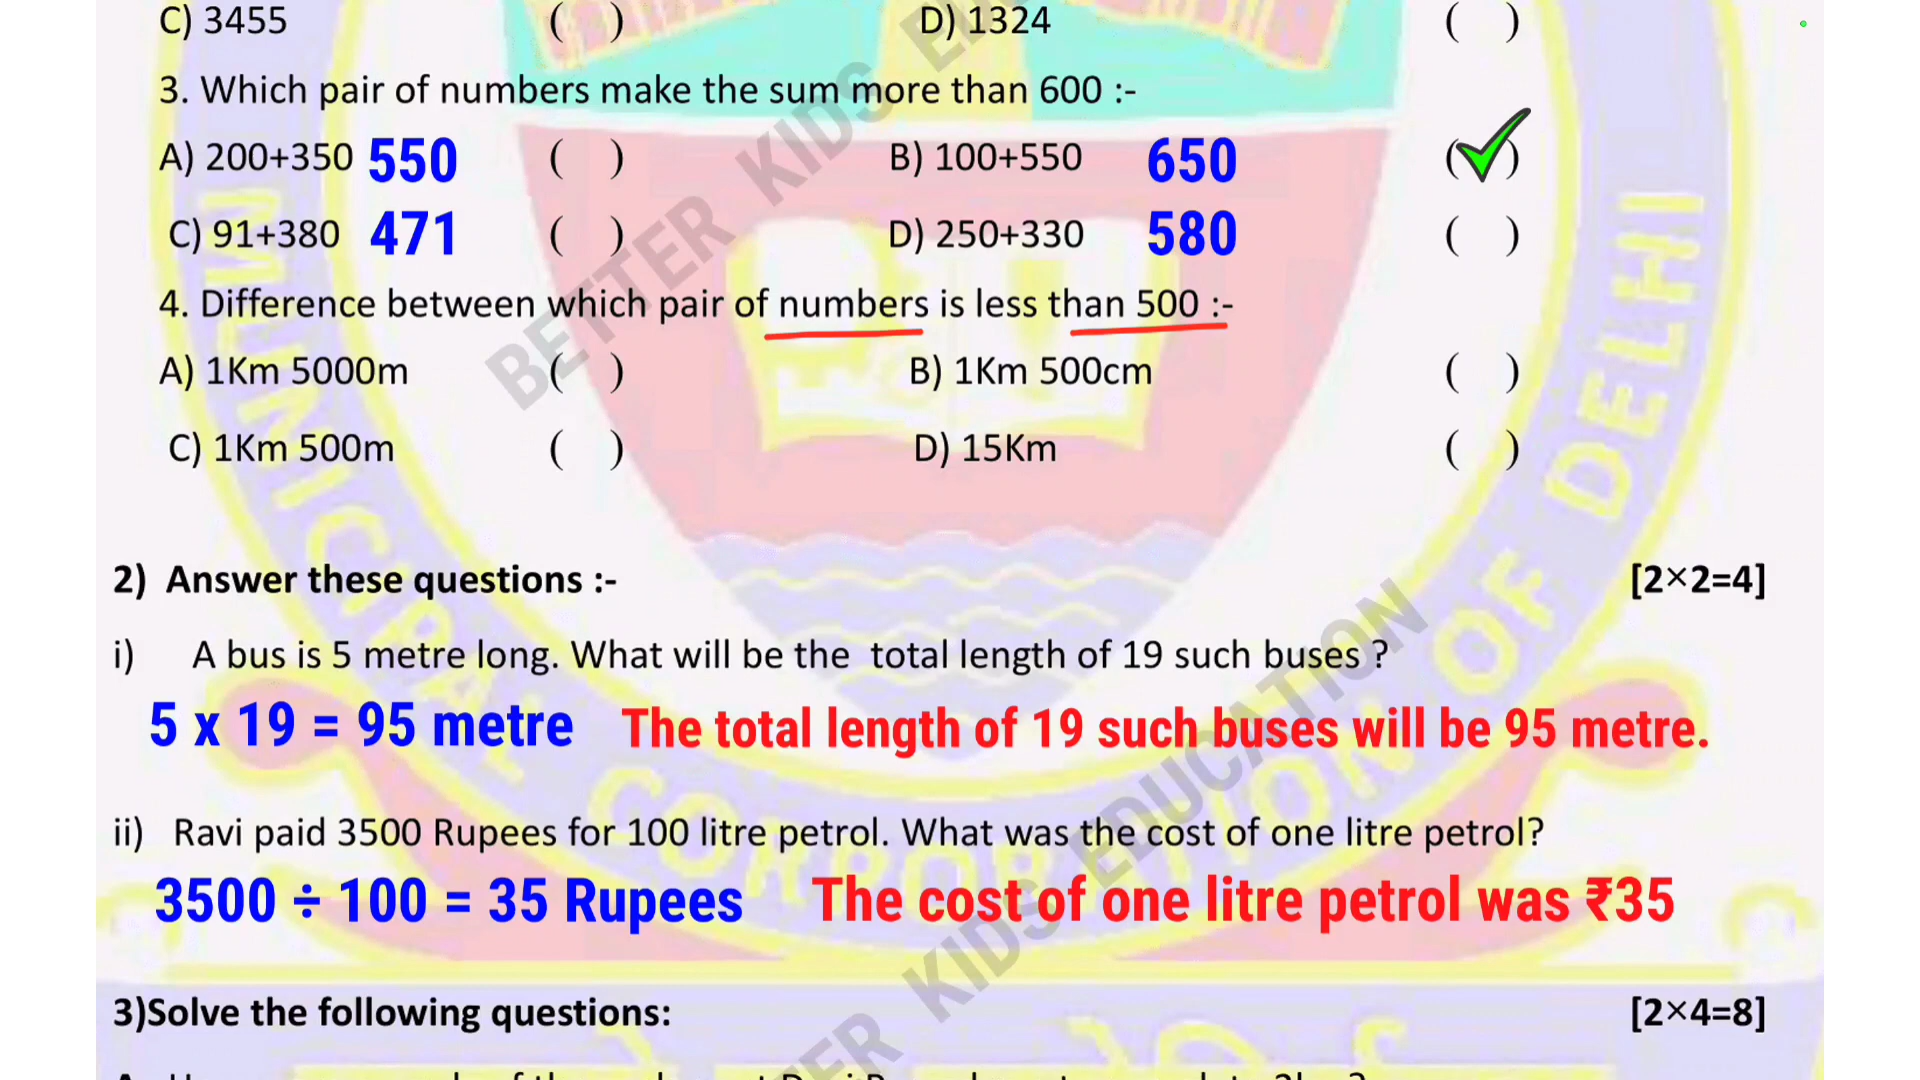 C) 3455 ( ) D) 1324 ( )
3. Which pair of numbers make the sum more than 600 :-
A) 200+350 550 ( ) B) 100+550 650 (✓)
C) 91+380 471 ( ) D) 250+330 580 ( )
4. Difference between which pair of numbers is less than 500 :-
A) 1Km 5000m ( ) B) 1Km 500cm ( )
C) 1Km 500m ( ) D) 15Km ( )
2) Answer these questions :- [2×2=4]
i) A bus is 5 metre long. What will be the total length of 19 such buses ?
5 x 19 = 95 metre The total length of 19 such buses will be 95 metre.
ii) Ravi paid 3500 Rupees for 100 litre petrol. What was the cost of one litre petrol?
3500 ÷ 100 = 35 Rupees The cost of one litre petrol was ₹35
3)Solve the following questions: [2×4=8]
MUNICIPAL CORPORATION OF DELHI
BETTER KIDS
KIDS EDUCATION